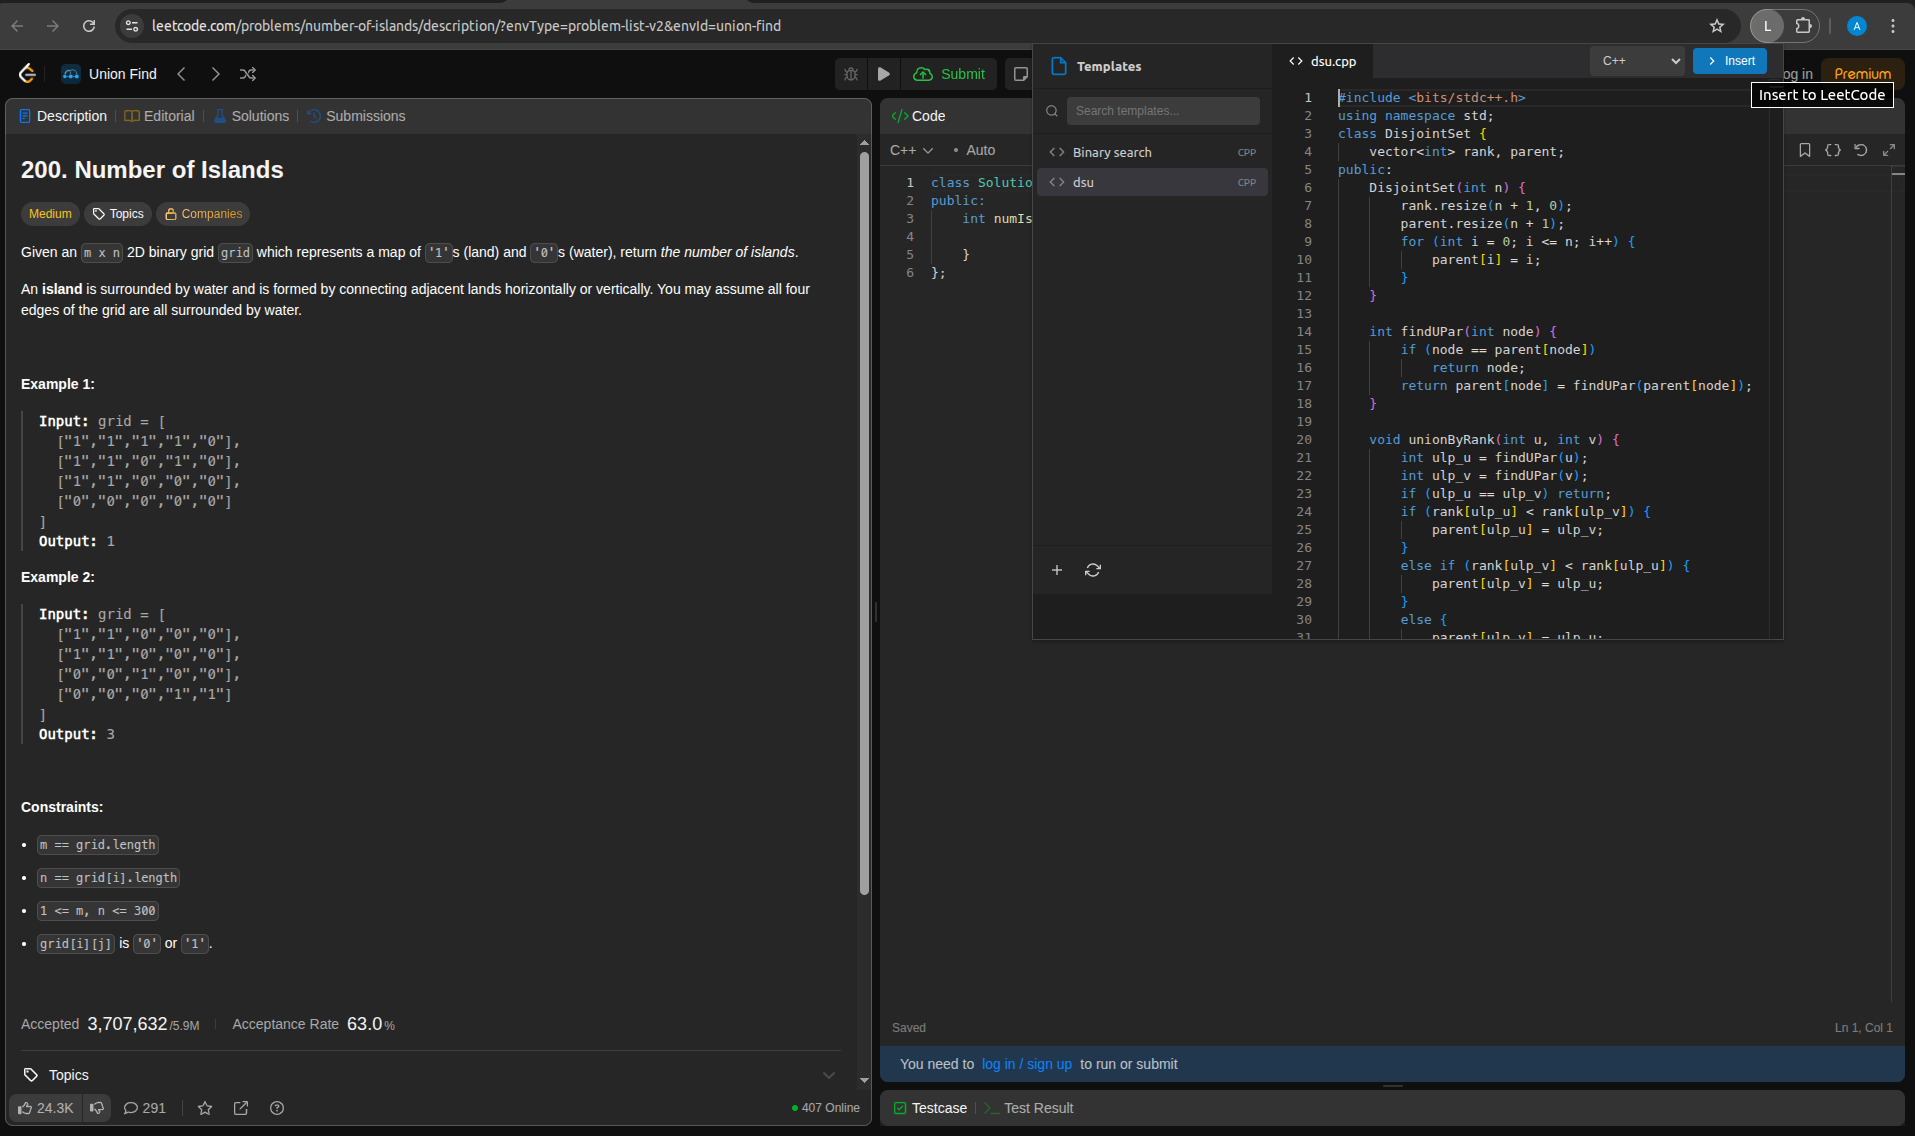 leetcode.com/problems/number-of-islands/description/?envType=problem-list-v2&envId=union-find
L
A
Union Find
Submit
og in
Premium
Description
Editorial
Solutions
Submissions
200. Number of Islands
Medium
Topics
Companies
Given an m x n 2D binary grid grid which represents a map of '1's (land) and '0's (water), return the number of islands.
An island is surrounded by water and is formed by connecting adjacent lands horizontally or vertically. You may assume all four
edges of the grid are all surrounded by water.
Example 1:
Input: grid = [
["1","1","1","1","0"],
["1","1","0","1","0"],
["1","1","0","0","0"],
["0","0","0","0","0"]
]
Output: 1
Example 2:
Input: grid = [
["1","1","0","0","0"],
["1","1","0","0","0"],
["0","0","1","0","0"],
["0","0","0","1","1"]
]
Output: 3
Constraints:
• m == grid.length
• n == grid[i].length
• 1 <= m, n <= 300
• grid[i][j] is '0' or '1'.
Accepted 3,707,632/5.9M
Acceptance Rate 63.0%
Topics
24.3K
291
407 Online
</> Code
C++
• Auto
1 class Solutio
2 public:
3 int numIs
4
5 }
6 };
Templates
Search templates...
Binary search CPP
dsu CPP
<> dsu.cpp
C++
Insert
Insert to LeetCode
1 #include <bits/stdc++.h>
2 using namespace std;
3 class DisjointSet {
4 vector<int> rank, parent;
5 public:
6 DisjointSet(int n) {
7 rank.resize(n + 1, 0);
8 parent.resize(n + 1);
9 for (int i = 0; i <= n; i++) {
10 parent[i] = i;
11 }
12 }
13
14 int findUPar(int node) {
15 if (node == parent[node])
16 return node;
17 return parent[node] = findUPar(parent[node]);
18 }
19
20 void unionByRank(int u, int v) {
21 int ulp_u = findUPar(u);
22 int ulp_v = findUPar(v);
23 if (ulp_u == ulp_v) return;
24 if (rank[ulp_u] < rank[ulp_v]) {
25 parent[ulp_u] = ulp_v;
26 }
27 else if (rank[ulp_v] < rank[ulp_u]) {
28 parent[ulp_v] = ulp_u;
29 }
30 else {
31 parent[ulp_v] = ulp_u;
Saved
Ln 1, Col 1
You need to log in / sign up to run or submit
Testcase
Test Result